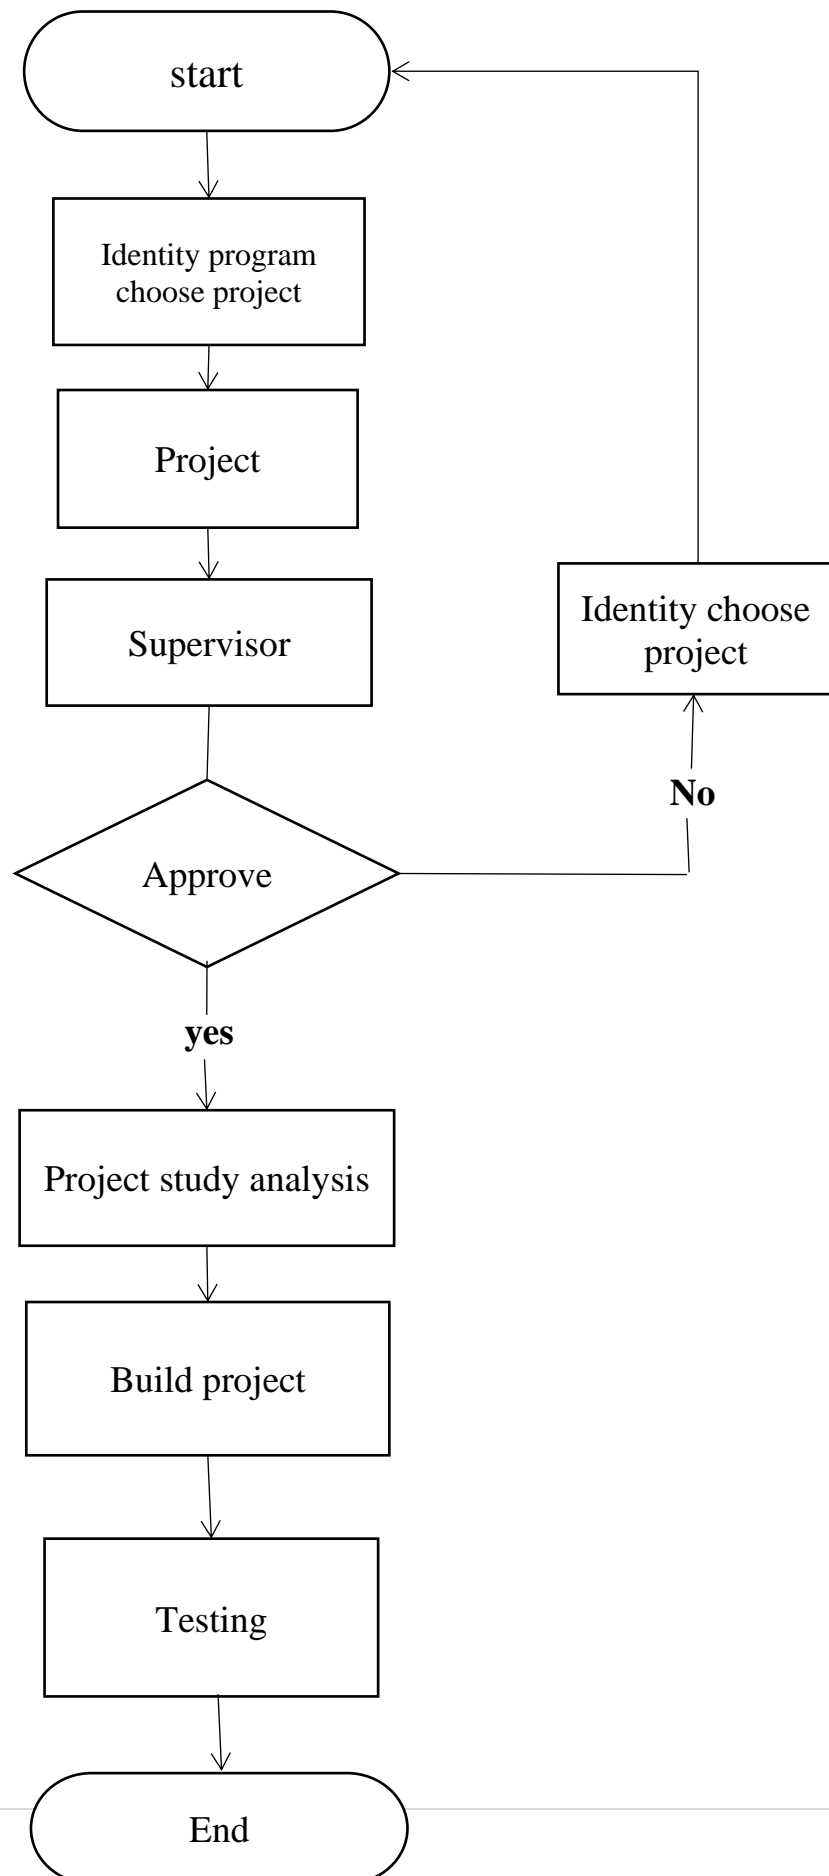 start
Identity program
choose project
Project
Supervisor
Identity choose
project
No
Approve
yes
Project study analysis
Build project
Testing
End